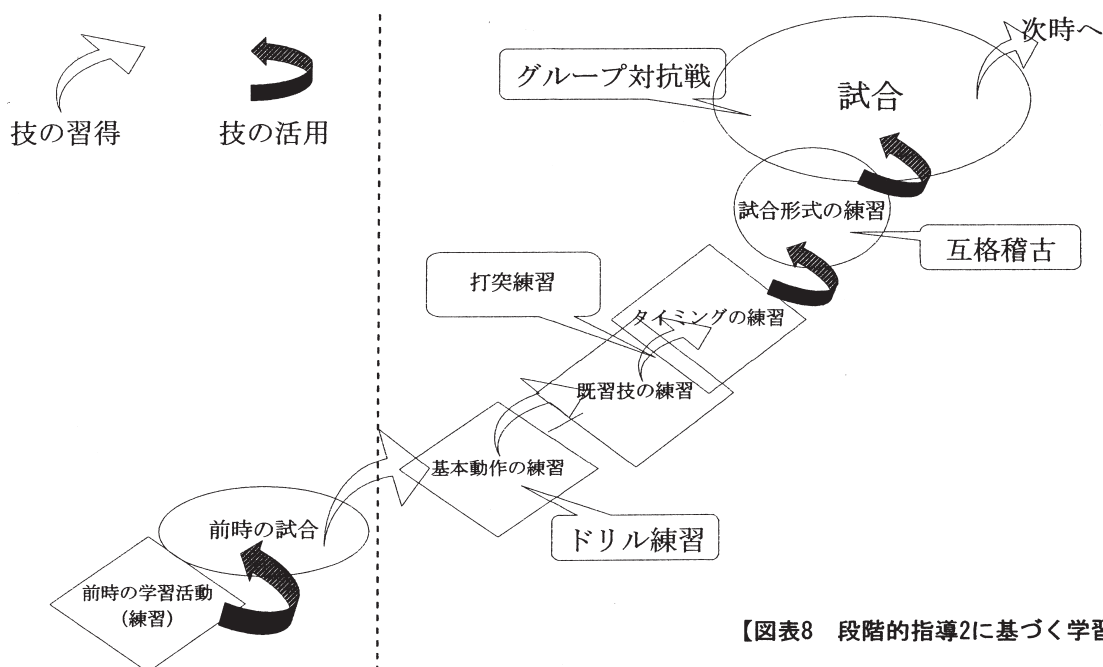 次時へ
グループ対抗戦
試合
技の習得
技の活用
試合形式の練習
互格稽古
打突練習
タイミングの練習
既習技の練習
基本動作の練習
前時の試合
ドリル練習
前時の学習活動
(練習)
【図表8 段階的指導2に基づく学習